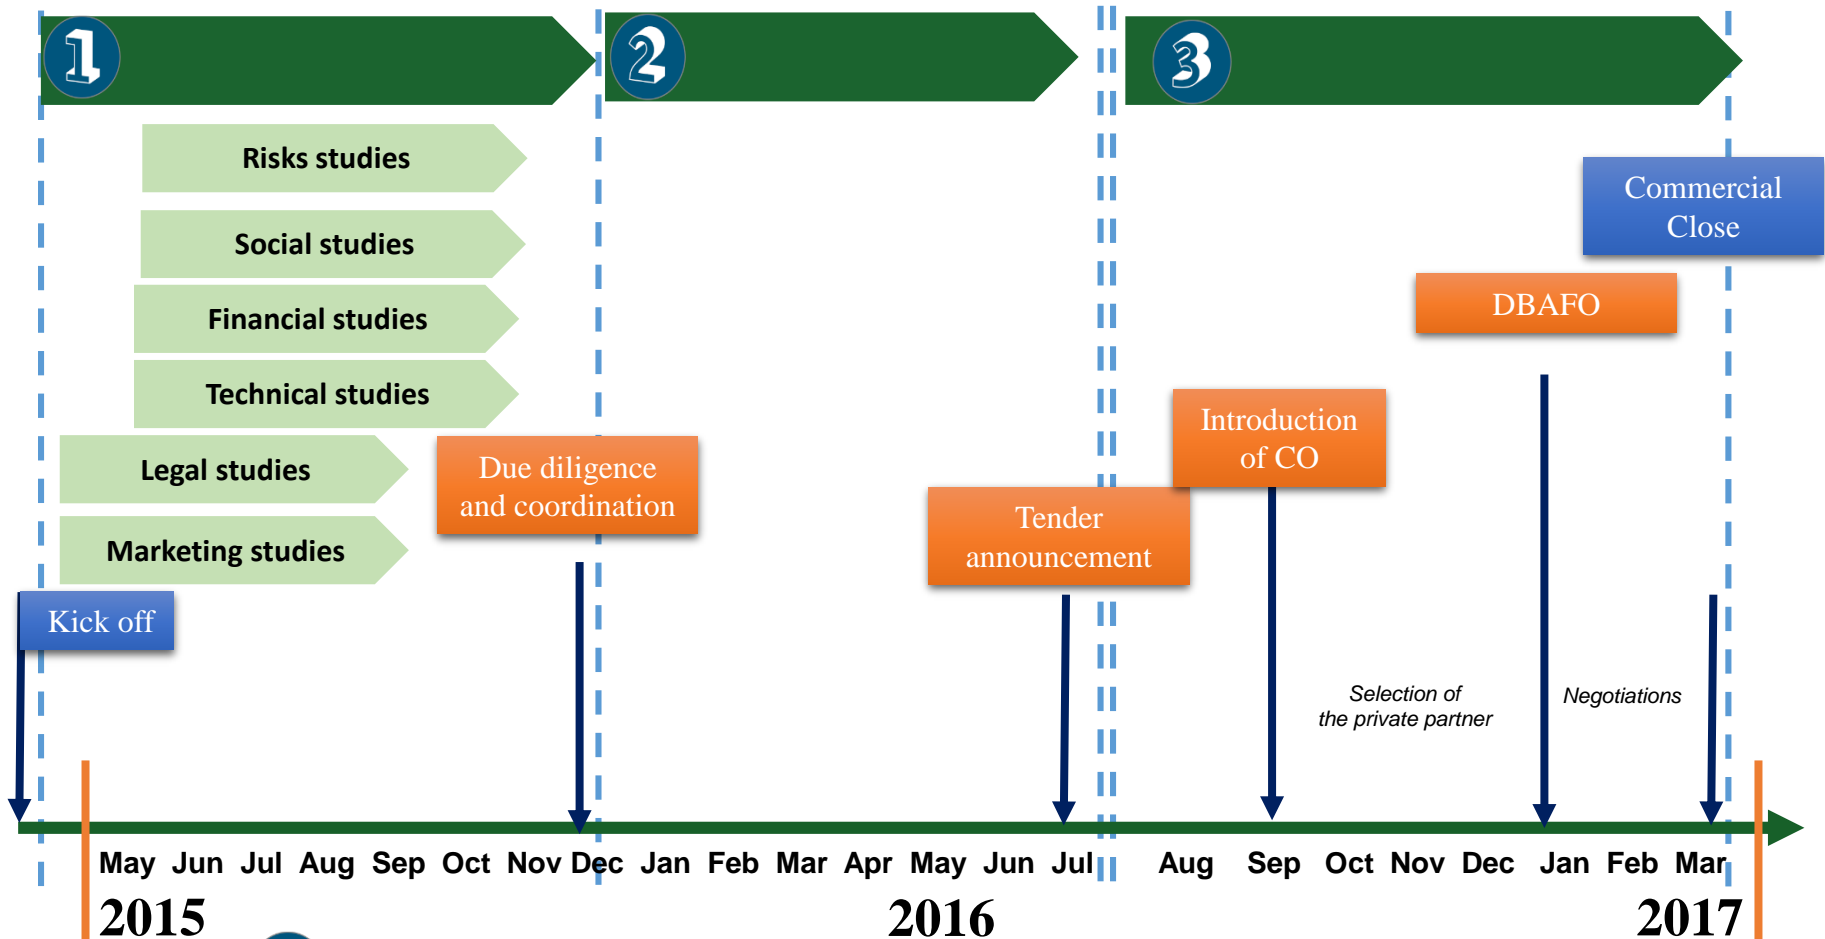 1
2
3
Risks studies
Social studies
Financial studies
Technical studies
Legal studies
Marketing studies
Kick off
Due diligence
and coordination
Tender
announcement
Introduction
of CO
DBAFO
Commercial
Close
Selection of
the private partner
Negotiations
May Jun Jul Aug Sep Oct Nov Dec Jan Feb Mar Apr May Jun Jul Aug Sep Oct Nov Dec Jan Feb Mar
2015 2016 2017